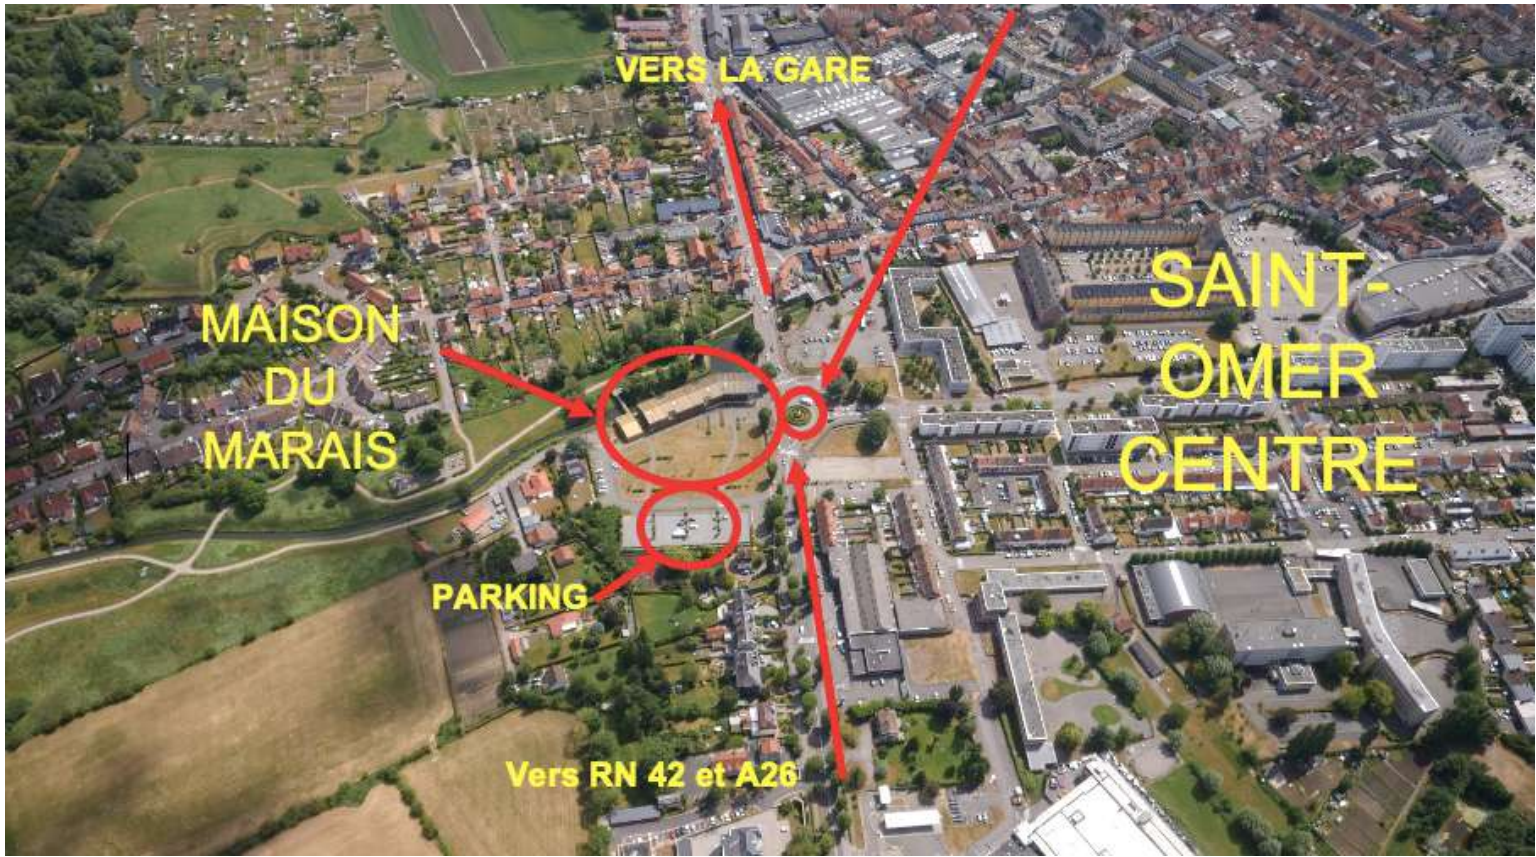 VERS LA GARE
MAISON
DU
MARAIS
SAINT-
OMER
CENTRE
PARKING
Vers RN 42 et A26